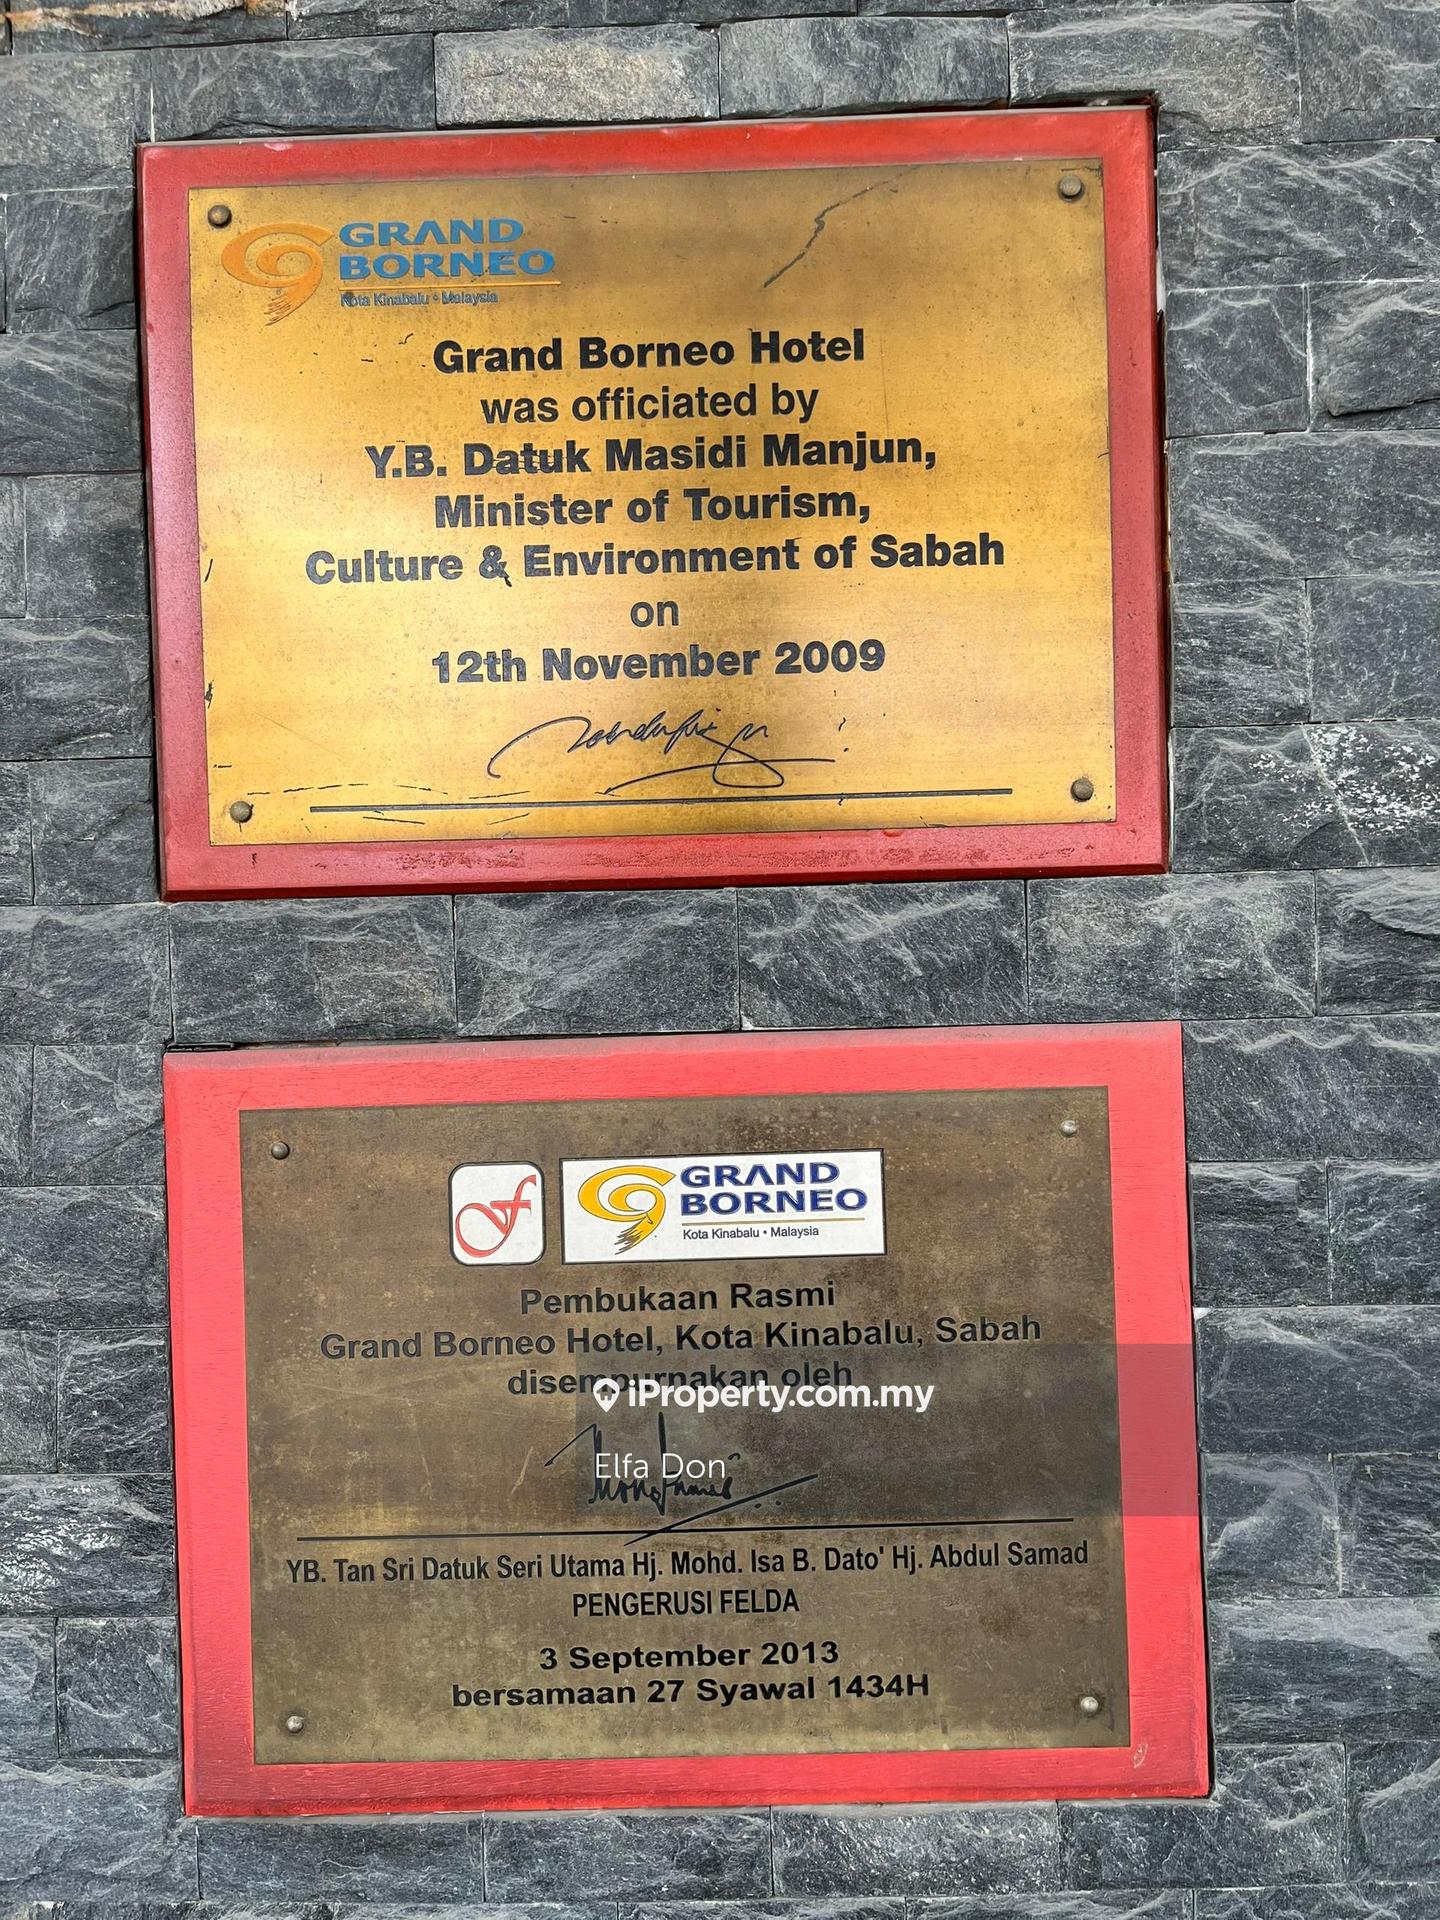 GRAND
BORNEO
Kota Kinabalu • Malaysia
Grand Borneo Hotel
was officiated by
Y.B. Datuk Masidi Manjun,
Minister of Tourism,
Culture & Environment of Sabah
on
12th November 2009
GRAND
BORNEO
Kota Kinabalu • Malaysia
Pembukaan Rasmi
Grand Borneo Hotel, Kota Kinabalu, Sabah
disempurnakan oleh
iProperty.com.my
Elfa Don
YB. Tan Sri Datuk Seri Utama Hj. Mohd. Isa B. Dato' Hj. Abdul Samad
PENGERUSI FELDA
3 September 2013
bersamaan 27 Syawal 1434H